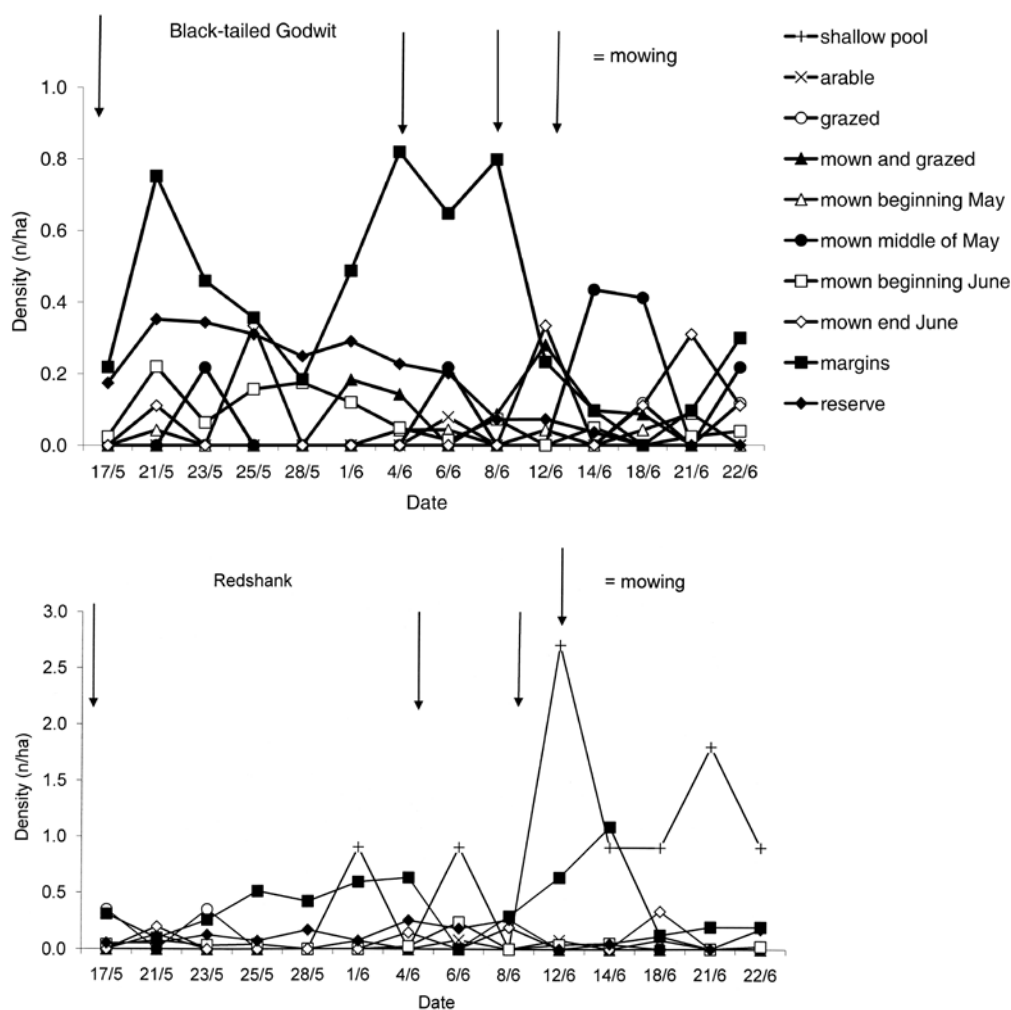 Black-tailed Godwit
= mowing
shallow pool
arable
grazed
mown and grazed
mown beginning May
mown middle of May
mown beginning June
mown end June
margins
reserve
Density (n/ha)
1.0
0.8
0.6
0.4
0.2
0.0
17/5 21/5 23/5 25/5 28/5 1/6 4/6 6/6 8/6 12/6 14/6 18/6 21/6 22/6
Date
Redshank
= mowing
Density (n/ha)
3.0
2.5
2.0
1.5
1.0
0.5
0.0
17/5 21/5 23/5 25/5 28/5 1/6 4/6 6/6 8/6 12/6 14/6 18/6 21/6 22/6
Date